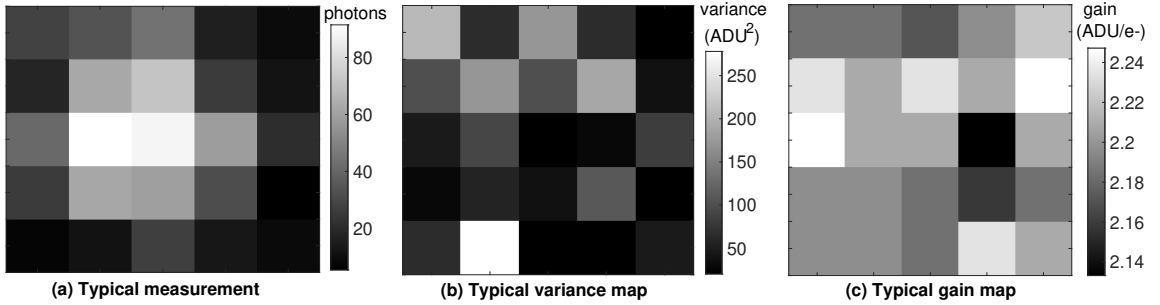 photons
80
60
40
20
(a) Typical measurement
variance
(ADU²)
250
200
150
100
50
(b) Typical variance map
gain
(ADU/e-)
2.24
2.22
2.2
2.18
2.16
2.14
(c) Typical gain map